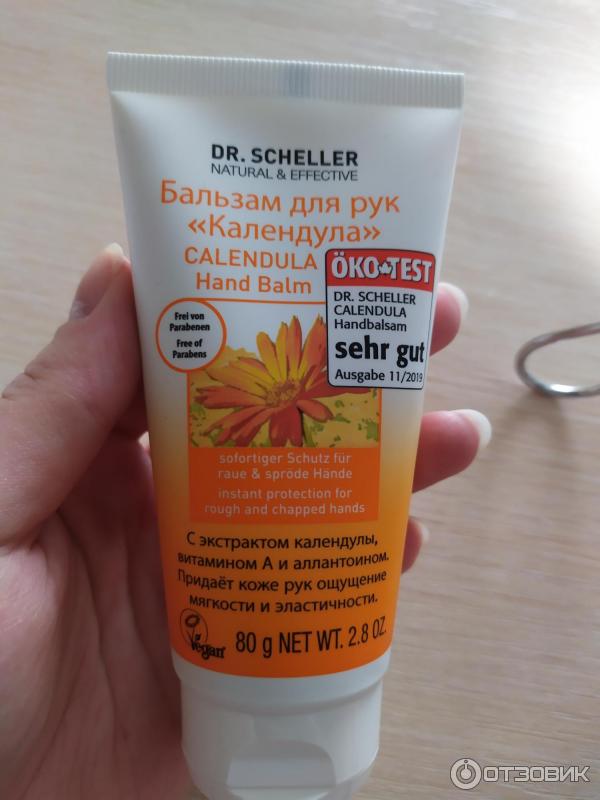 DR. SCHELLER
NATURAL & EFFECTIVE
Бальзам для рук
«Календула»
CALENDULA
Hand Balm
ÖKO TEST
DR. SCHELLER
CALENDULA
Handbalsam
sehr gut
Ausgabe 11/2019
Frei von
Parabenen
Free of
Parabens
sofortiger Schutz für
raue & spröde Hände
instant protection for
rough and chapped hands
С экстрактом календулы,
витамином А и аллантоином.
Придаёт коже рук ощущение
мягкости и эластичности.
Vegan
80 g NET WT. 2.8 OZ.
ОТЗОВИК